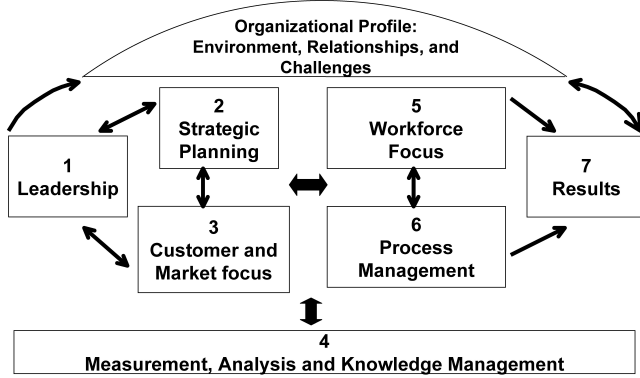 Organizational Profile:
Environment, Relationships, and
Challenges
2
Strategic
Planning
5
Workforce
Focus
1
Leadership
7
Results
3
Customer and
Market focus
6
Process
Management
4
Measurement, Analysis and Knowledge Management